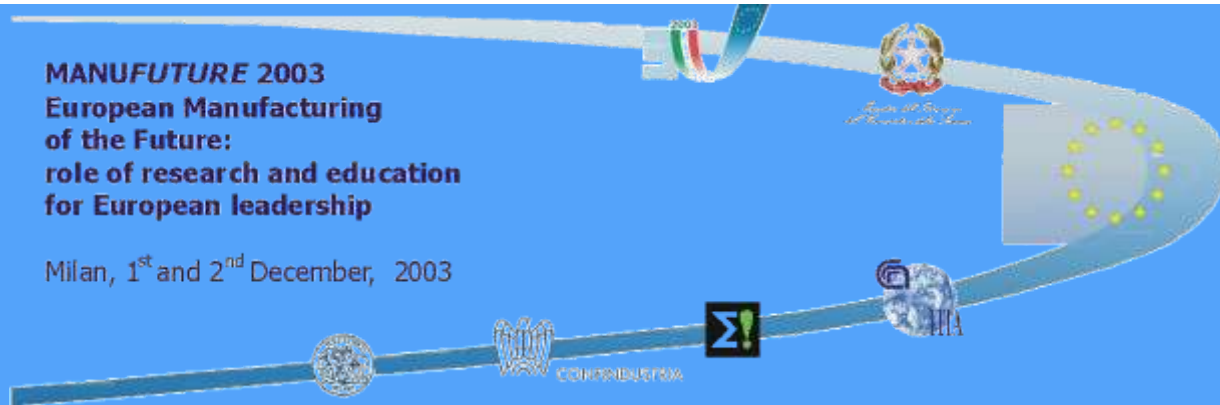 MANUFUTURE 2003
European Manufacturing
of the Future:
role of research and education
for European leadership
Milan, 1st and 2nd December, 2003
2003
Σ!
CONFINDUSTRIA
ITIA